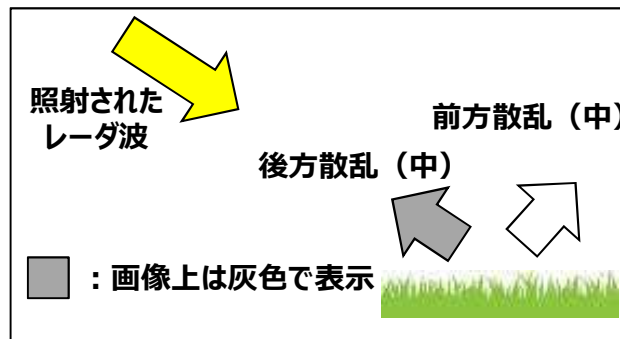 照射された
レーダ波
前方散乱（中）
後方散乱（中）
：画像上は灰色で表示